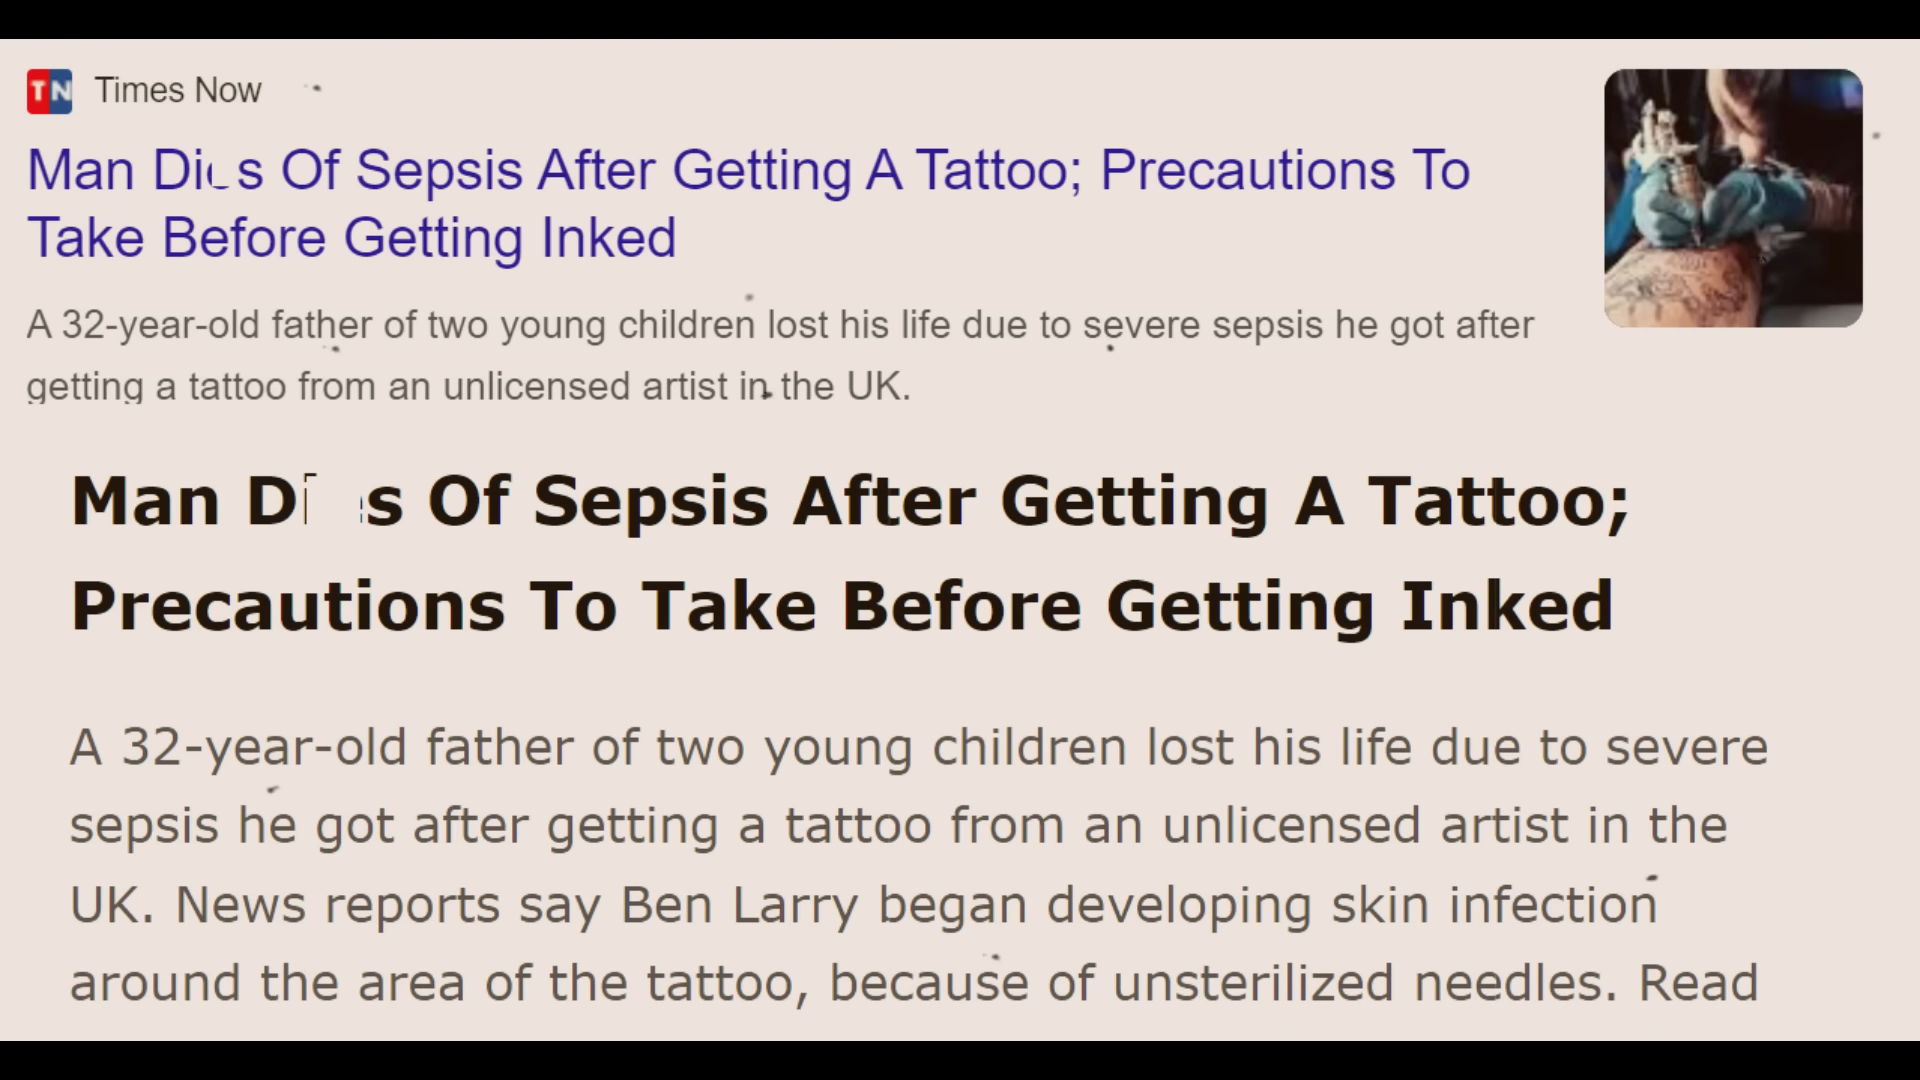 TN Times Now
Man Dies Of Sepsis After Getting A Tattoo; Precautions To
Take Before Getting Inked
A 32-year-old father of two young children lost his life due to severe sepsis he got after
getting a tattoo from an unlicensed artist in the UK.
Man Dies Of Sepsis After Getting A Tattoo;
Precautions To Take Before Getting Inked
A 32-year-old father of two young children lost his life due to severe
sepsis he got after getting a tattoo from an unlicensed artist in the
UK. News reports say Ben Larry began developing skin infection
around the area of the tattoo, because of unsterilized needles. Read